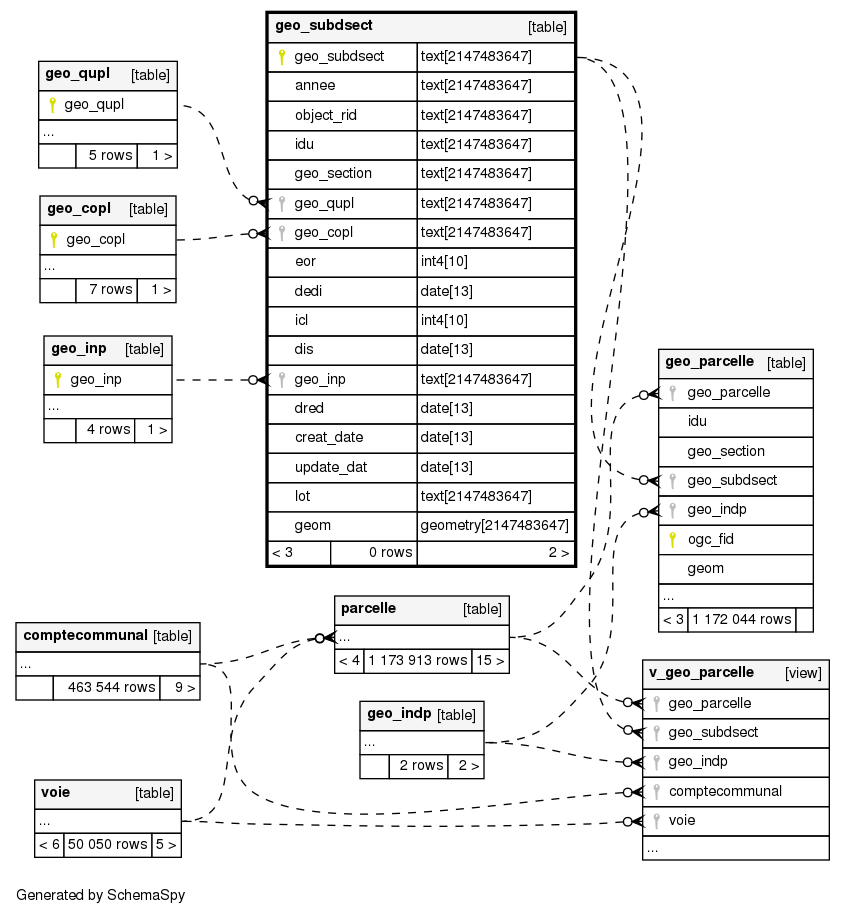 geo_subdsect [table]
geo_subdsect text[2147483647]
annee text[2147483647]
object_rid text[2147483647]
idu text[2147483647]
geo_section text[2147483647]
geo_qupl text[2147483647]
geo_copl text[2147483647]
eor int4[10]
dedi date[13]
icl int4[10]
dis date[13]
geo_inp text[2147483647]
dred date[13]
creat_date date[13]
update_dat date[13]
lot text[2147483647]
geom geometry[2147483647]
< 3 0 rows 2 >
geo_qupl [table]
geo_qupl
...
5 rows 1 >
geo_copl [table]
geo_copl
...
7 rows 1 >
geo_inp [table]
geo_inp
...
4 rows 1 >
geo_parcelle [table]
geo_parcelle
idu
geo_section
geo_subdsect
geo_indp
ogc_fid
geom
...
< 3 1 172 044 rows
comptecommunal [table]
...
463 544 rows 9 >
parcelle [table]
...
< 4 1 173 913 rows 15 >
geo_indp [table]
...
2 rows 2 >
v_geo_parcelle [view]
geo_parcelle
geo_subdsect
geo_indp
comptecommunal
voie
...
voie [table]
...
< 6 50 050 rows 5 >
Generated by SchemaSpy